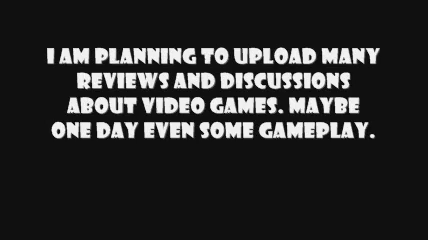 I AM PLANNING TO UPLOAD MANY
REVIEWS AND DISCUSSIONS
ABOUT VIDEO GAMES. MAYBE
ONE DAY EVEN SOME GAMEPLAY.